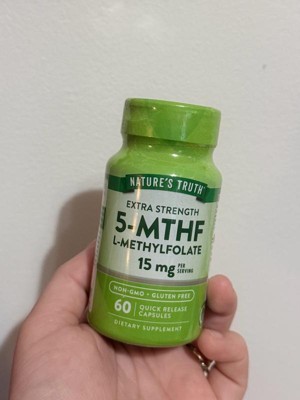 NATURE'S TRUTH
EXTRA STRENGTH
5-MTHF
L-METHYLFOLATE
15 mg PER SERVING
NON-GMO • GLUTEN FREE
60 QUICK RELEASE CAPSULES
DIETARY SUPPLEMENT